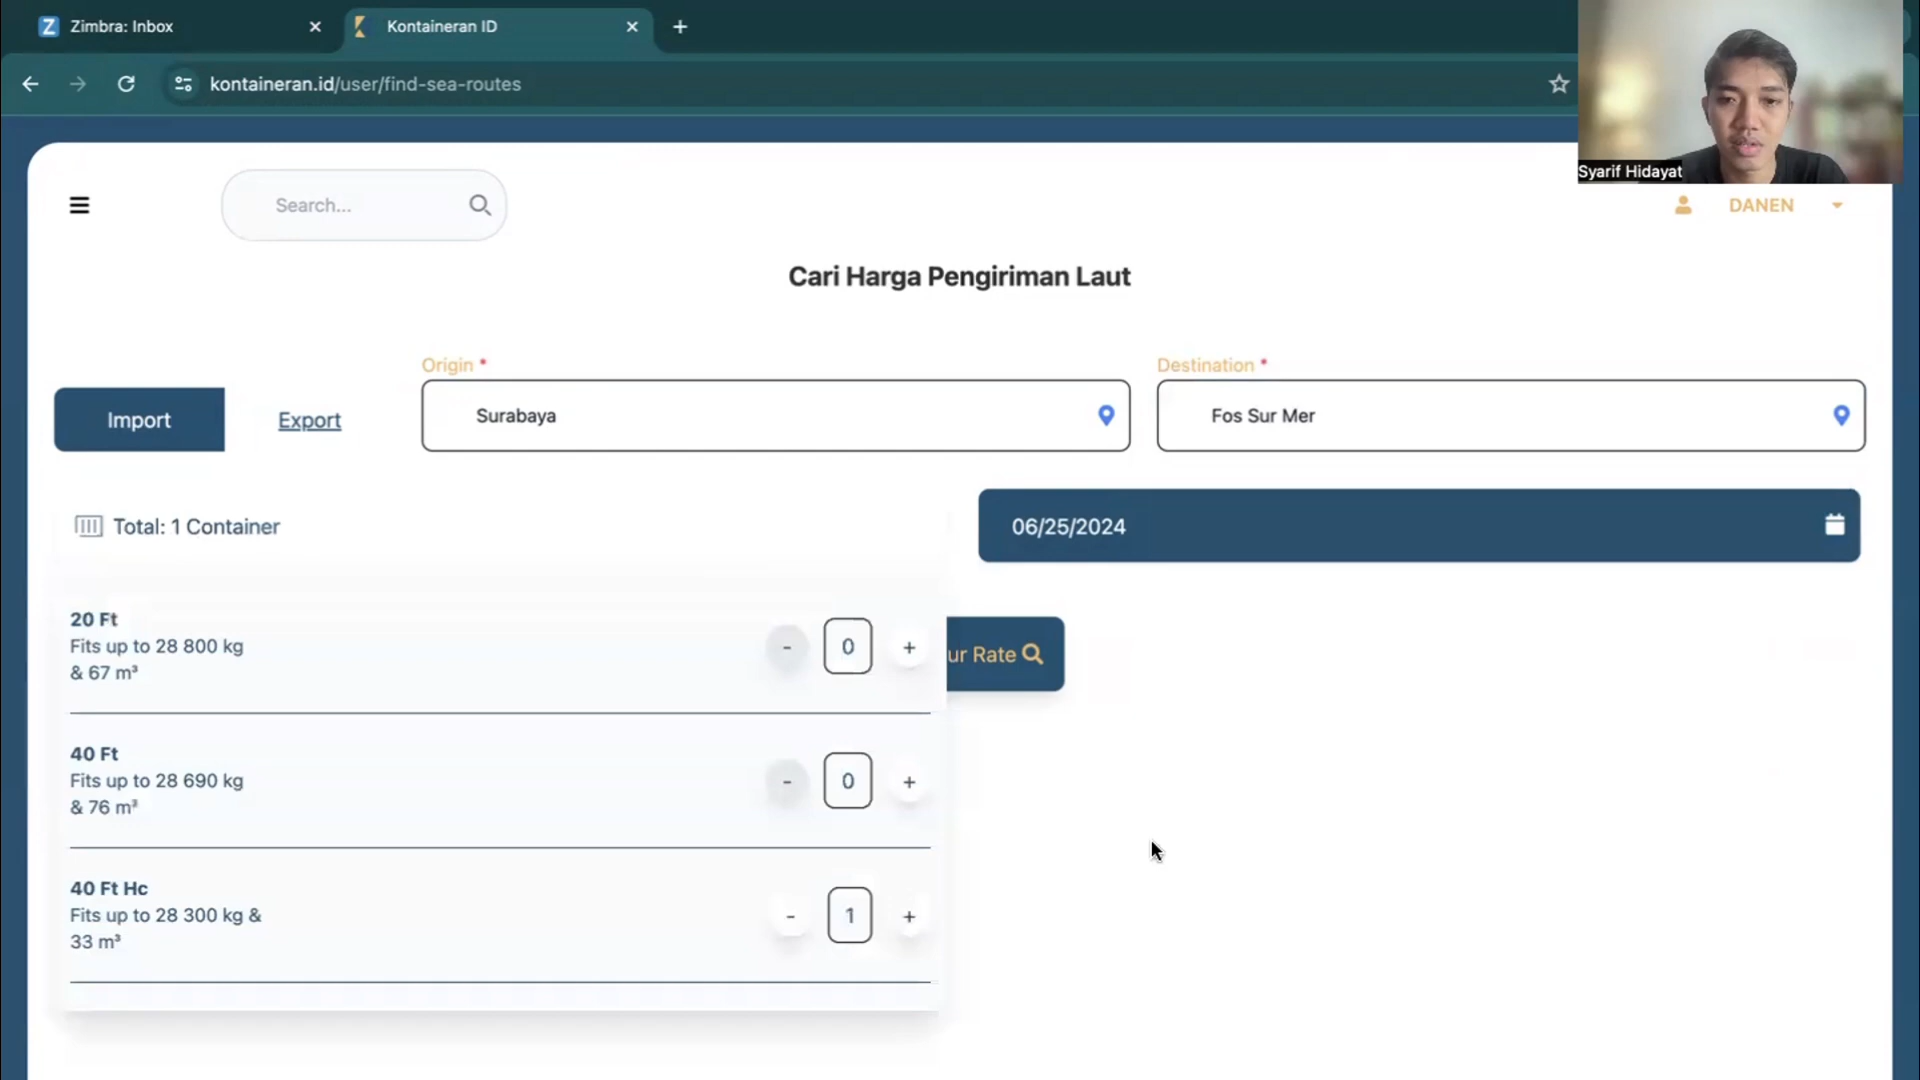 Zimbra: Inbox
Kontaineran ID
kontaineran.id/user/find-sea-routes
Syarif Hidayat
Search...
DANEN
Cari Harga Pengiriman Laut
Origin *
Destination *
Import
Export
Surabaya
Fos Sur Mer
Total: 1 Container
06/25/2024
20 Ft
Fits up to 28 800 kg
& 67 m³
- 0 +
ur Rate
40 Ft
Fits up to 28 690 kg
& 76 m³
- 0 +
40 Ft Hc
Fits up to 28 300 kg &
33 m³
- 1 +